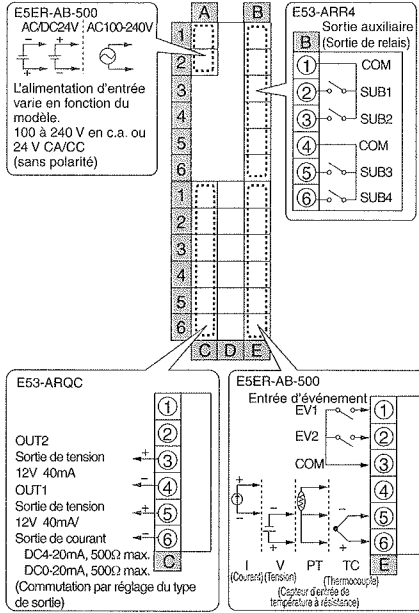 E5ER-AB-500
AC/DC24V AC100-240V
- + + -
L'alimentation d'entrée
varie en fonction du
modèle.
100 à 240 V en c.a. ou
24 V CA/CC
(sans polarité)
A B
1
2
3
4
5
6
1
2
3
4
5
6
C D E
E53-ARR4
Sortie auxiliaire
(Sortie de relais)
B
1 COM
2 SUB1
3 SUB2
4 COM
5 SUB3
6 SUB4
E53-ARQC
1
2
OUT2
Sortie de tension + 3
12V 40mA
OUT1 - 4
Sortie de tension + 5
12V 40mA/
Sortie de courant - 6
DC4-20mA, 500Ω max.
DC0-20mA, 500Ω max.
C
(Commutation par réglage du type
de sortie)
E5ER-AB-500
Entrée d'événement
EV1 1
EV2 2
COM 3
4
5
6
E
I V PT TC
(Courant) (Tension) (Thermocouple)
(Capteur d'entrée de
température à résistance)